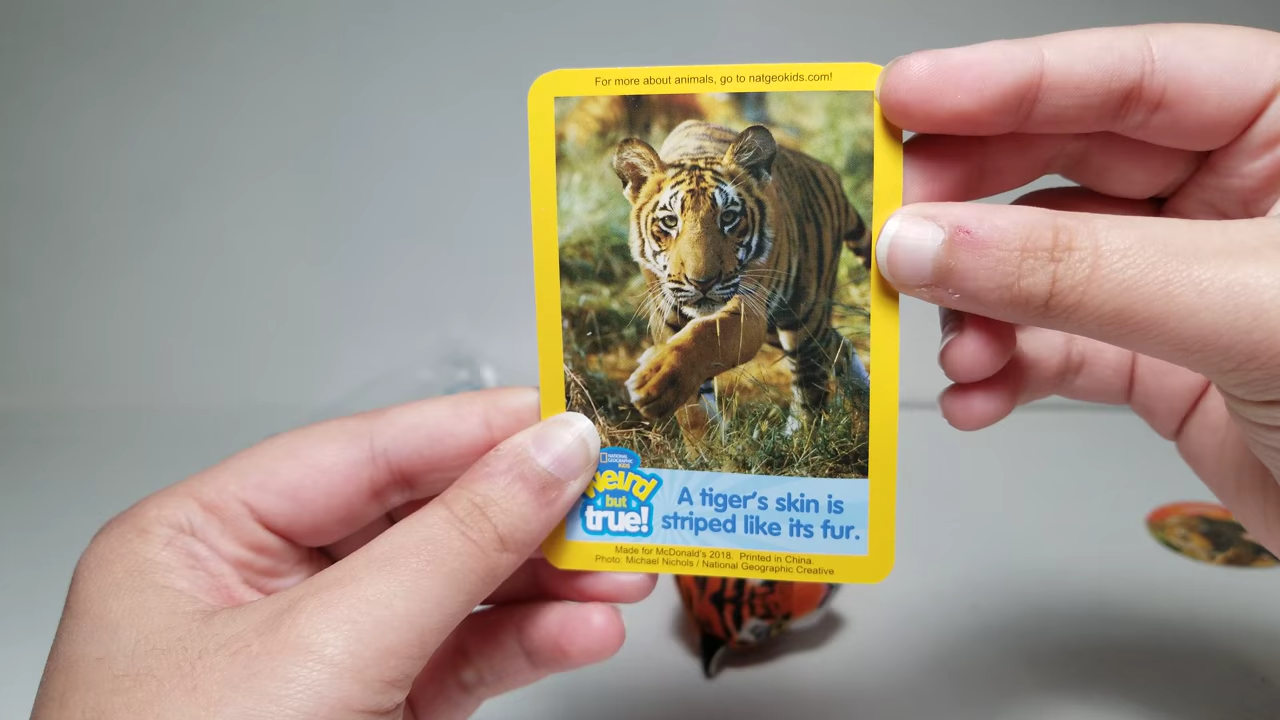 For more about animals, go to natgeokids.com!
NATIONAL
GEOGRAPHIC
KIDS
weird
but
true!
A tiger's skin is
striped like its fur.
Made for McDonald's 2018. Printed in China.
Photo: Michael Nichols / National Geographic Creative